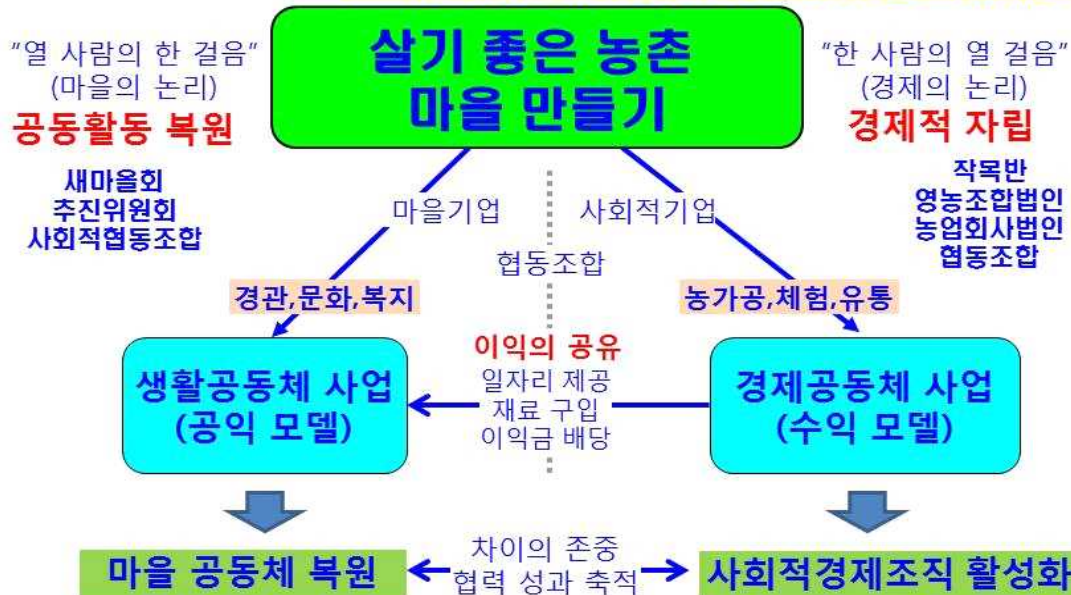 살기 좋은 농촌
마을 만들기
"열 사람의 한 걸음"
(마을의 논리)
공동활동 복원
새마을회
추진위원회
사회적협동조합
"한 사람의 열 걸음"
(경제의 논리)
경제적 자립
작목반
영농조합법인
농업회사법인
협동조합
마을기업
사회적기업
협동조합
경관,문화,복지
농가공,체험,유통
생활공동체 사업
(공익 모델)
이익의 공유
일자리 제공
재료 구입
이익금 배당
경제공동체 사업
(수익 모델)
마을 공동체 복원
차이의 존중
협력 성과 축적
사회적경제조직 활성화